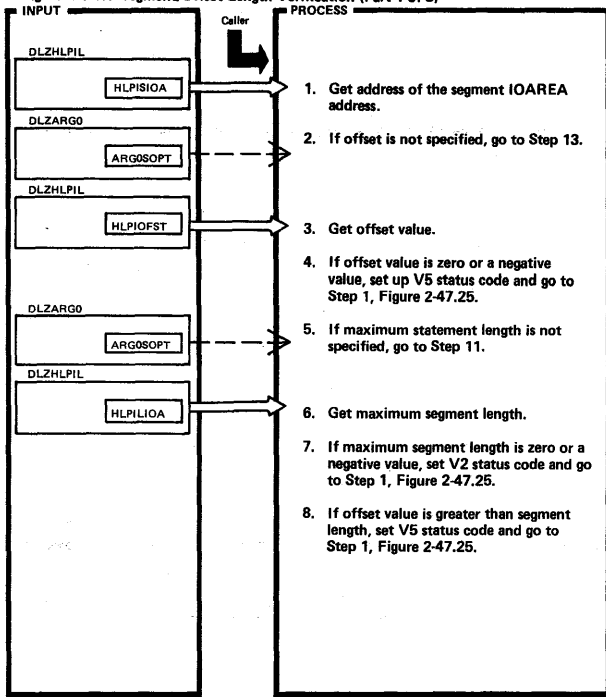 INPUT
Caller
PROCESS
DLZHLPIL
HLPISIOA
1. Get address of the segment IOAREA
address.
DLZARG0
ARG0SOPT
2. If offset is not specified, go to Step 13.
DLZHLPIL
HLPIOFST
3. Get offset value.
4. If offset value is zero or a negative
value, set up V5 status code and go to
Step 1, Figure 2-47.25.
DLZARG0
ARG0SOPT
5. If maximum statement length is not
specified, go to Step 11.
DLZHLPIL
HLPILIOA
6. Get maximum segment length.
7. If maximum segment length is zero or a
negative value, set V2 status code and go
to Step 1, Figure 2-47.25.
8. If offset value is greater than segment
length, set V5 status code and go to
Step 1, Figure 2-47.25.